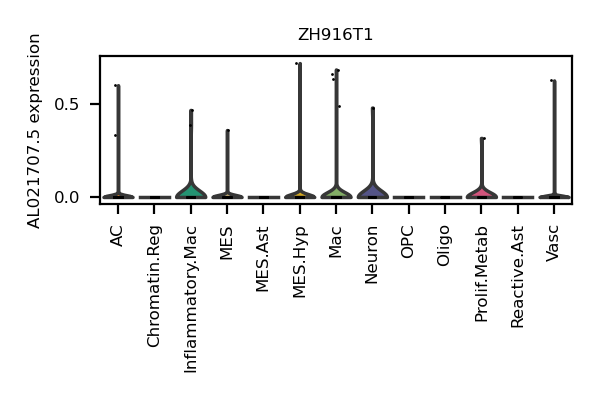 ZH916T1
AL021707.5 expression
0.5
0.0
AC
Chromatin.Reg
Inflammatory.Mac
MES
MES.Ast
MES.Hyp
Mac
Neuron
OPC
Oligo
Prolif.Metab
Reactive.Ast
Vasc